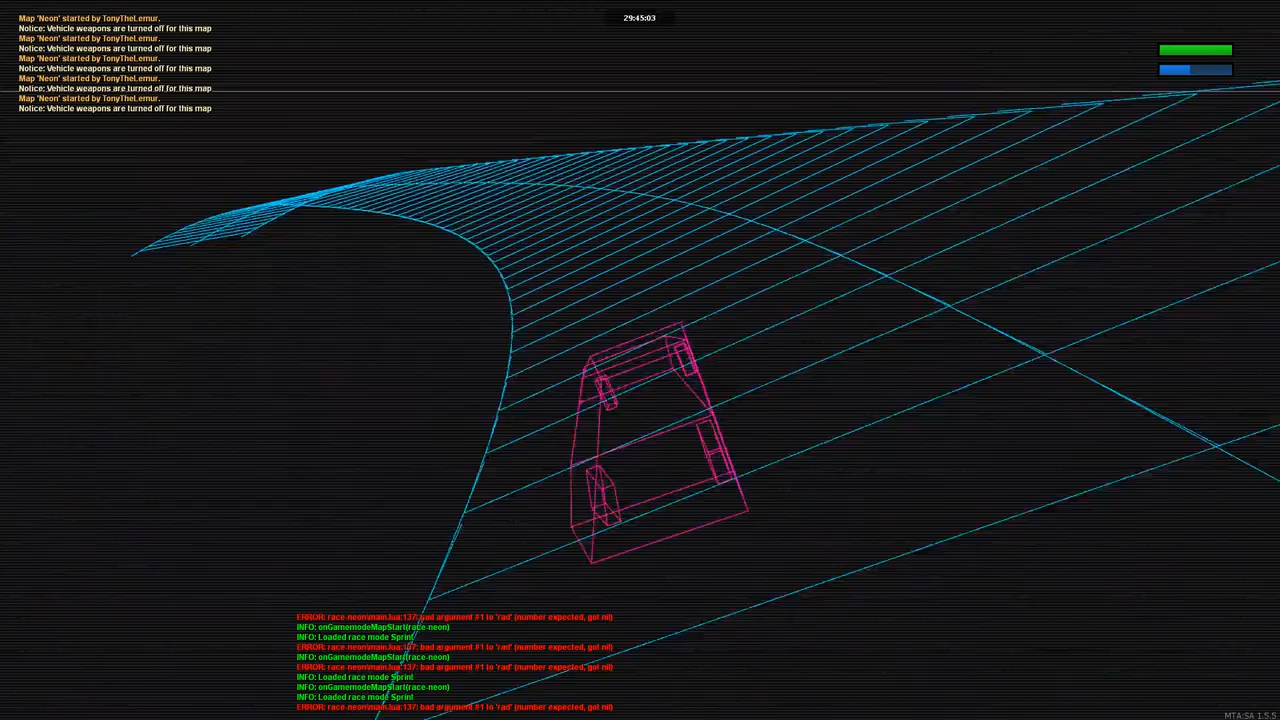 Map 'Neon' started by TonyTheLemur.
Notice: Vehicle weapons are turned off for this map
Map 'Neon' started by TonyTheLemur.
Notice: Vehicle weapons are turned off for this map
Map 'Neon' started by TonyTheLemur.
Notice: Vehicle weapons are turned off for this map
Map 'Neon' started by TonyTheLemur.
Notice: Vehicle weapons are turned off for this map
Map 'Neon' started by TonyTheLemur.
Notice: Vehicle weapons are turned off for this map
29:45:03
ERROR: race-neon\main.lua:137: bad argument #1 to 'rad' (number expected, got nil)
INFO: onGamemodeMapStart(race-neon)
INFO: Loaded race mode Sprint
ERROR: race-neon\main.lua:137: bad argument #1 to 'rad' (number expected, got nil)
INFO: onGamemodeMapStart(race-neon)
ERROR: race-neon\main.lua:137: bad argument #1 to 'rad' (number expected, got nil)
INFO: Loaded race mode Sprint
INFO: onGamemodeMapStart(race-neon)
INFO: Loaded race mode Sprint
ERROR: race-neon\main.lua:137: bad argument #1 to 'rad' (number expected, got nil)
MTA:SA 1.5.5